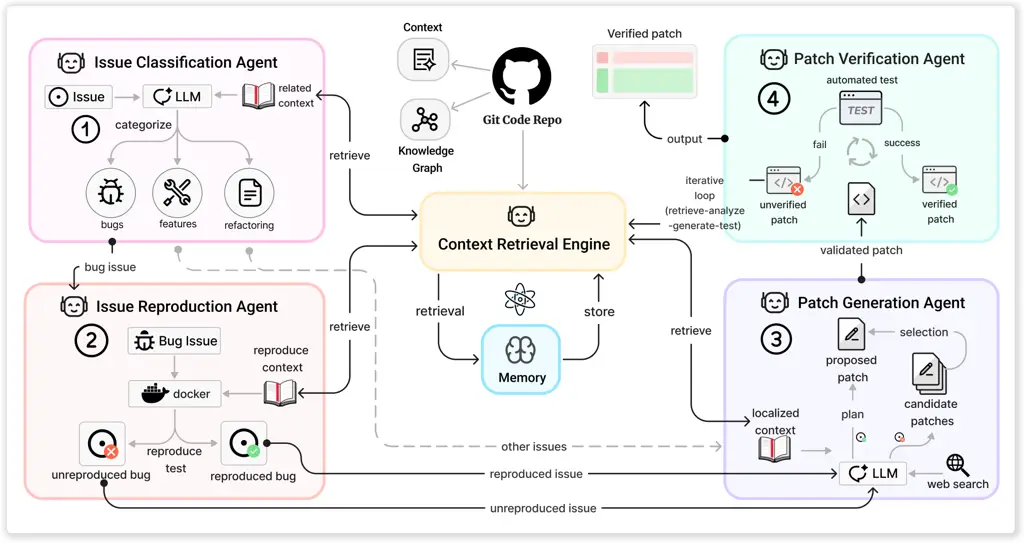 Issue Classification Agent
Issue
LLM
related
context
1
categorize
bugs
features
refactoring
bug issue
Issue Reproduction Agent
2
Bug Issue
reproduce
context
docker
reproduce
test
unreproduced bug
reproduced bug
Context
Knowledge
Graph
Git Code Repo
Verified patch
retrieve
output
Context Retrieval Engine
retrieval
store
Memory
retrieve
retrieve
other issues
reproduced issue
unreproduced issue
Patch Verification Agent
4
automated test
TEST
fail
success
iterative
loop
(retrieve-analyze
-generate-test)
unverified
patch
verified
patch
validated patch
Patch Generation Agent
3
selection
proposed
patch
candidate
patches
plan
localized
context
LLM
web search